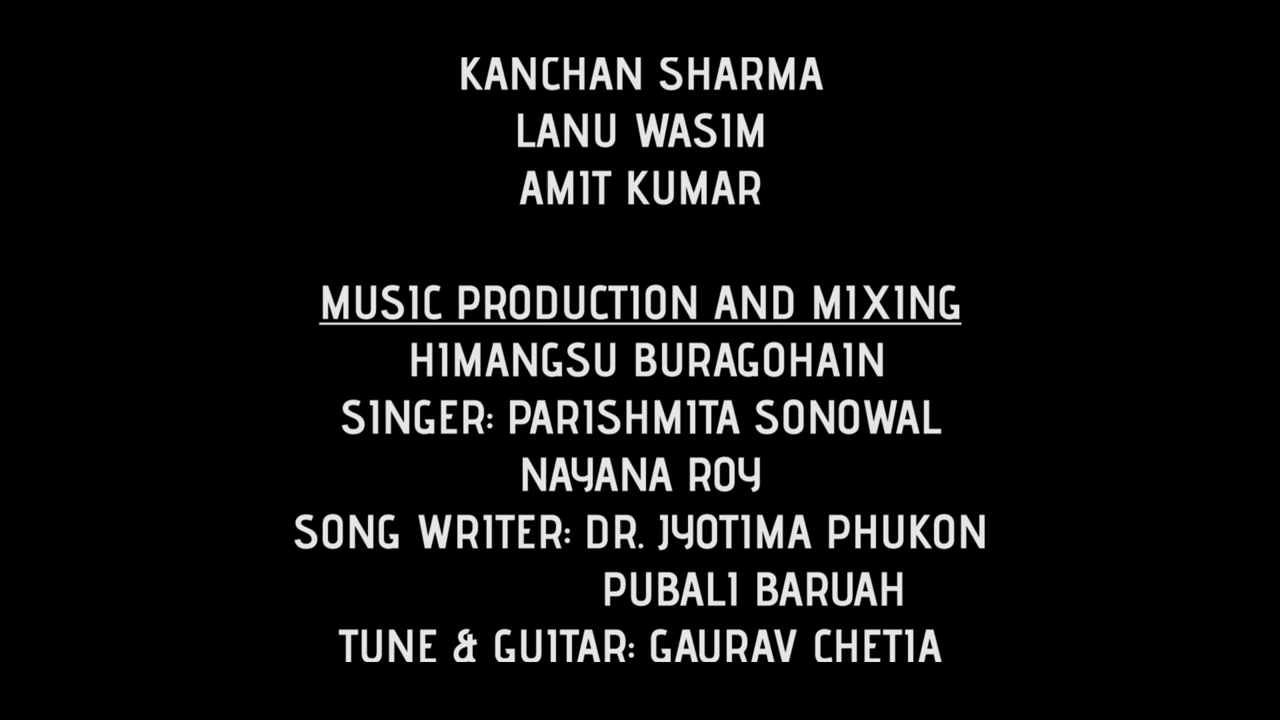 KANCHAN SHARMA
LANU WASIM
AMIT KUMAR
MUSIC PRODUCTION AND MIXING
HIMANGSU BURAGOHAIN
SINGER: PARISHMITA SONOWAL
NAYANA ROY
SONG WRITER: DR. JYOTIMA PHUKON
PUBALI BARUAH
TUNE & GUITAR: GAURAV CHETIA